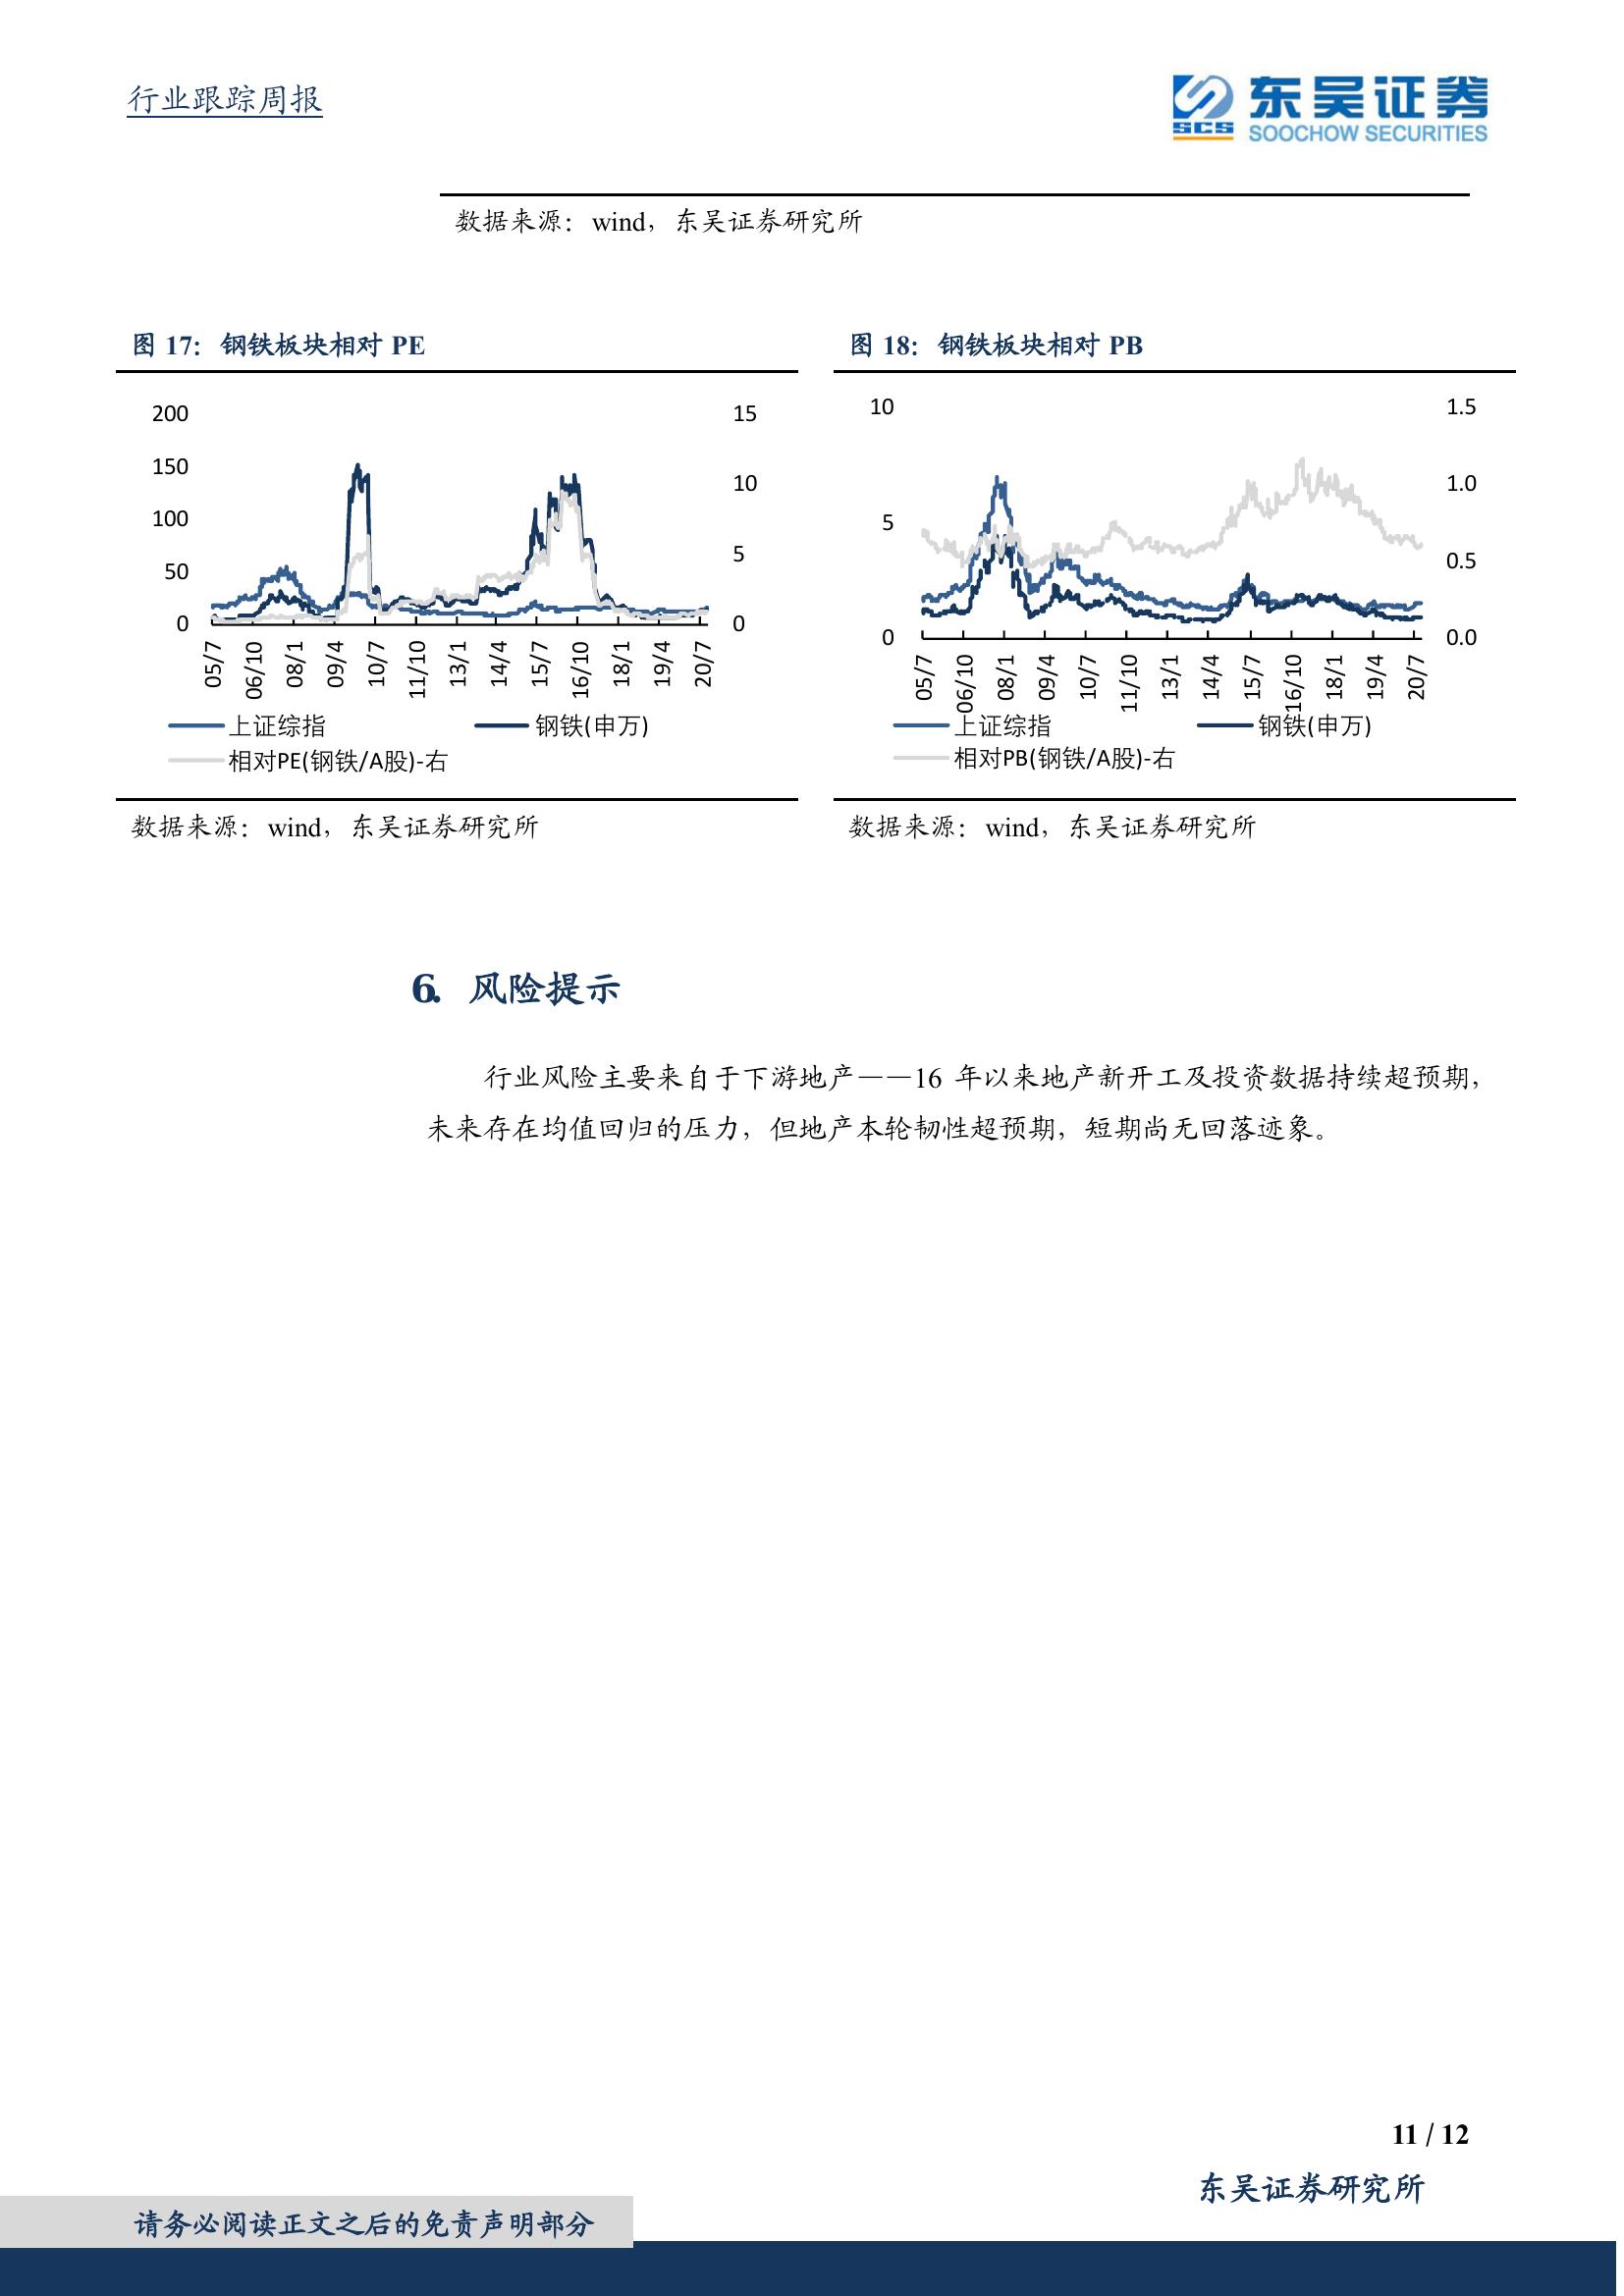 行业跟踪周报
SCS
东吴证券
SOOCHOW SECURITIES
数据来源：wind，东吴证券研究所
图 17：钢铁板块相对 PE
200
150
100
50
0
15
10
5
0
05/7 06/10 08/1 09/4 10/7 11/10 13/1 14/4 15/7 16/10 18/1 19/4 20/7
上证综指 钢铁(申万)
相对PE(钢铁/A股)-右
数据来源：wind，东吴证券研究所
图 18：钢铁板块相对 PB
10
5
0
1.5
1.0
0.5
0.0
05/7 06/10 08/1 09/4 10/7 11/10 13/1 14/4 15/7 16/10 18/1 19/4 20/7
上证综指 钢铁(申万)
相对PB(钢铁/A股)-右
数据来源：wind，东吴证券研究所
6. 风险提示
行业风险主要来自于下游地产——16 年以来地产新开工及投资数据持续超预期，
未来存在均值回归的压力，但地产本轮韧性超预期，短期尚无回落迹象。
11 / 12
东吴证券研究所
请务必阅读正文之后的免责声明部分